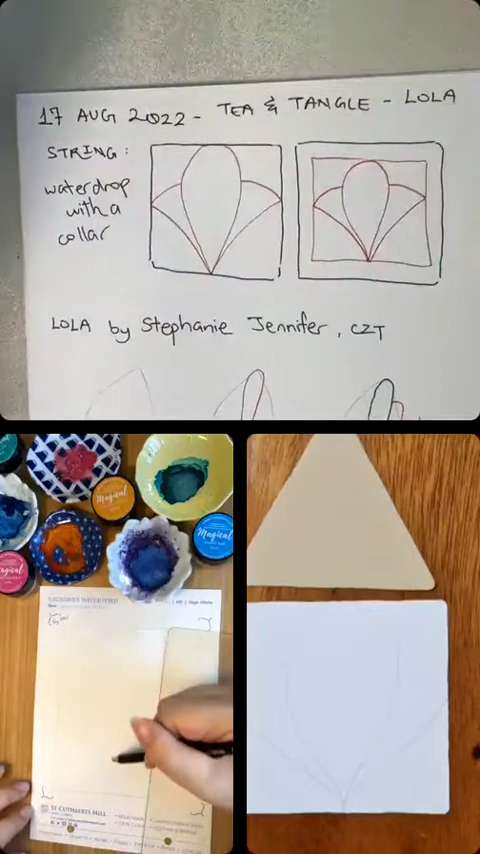 17 AUG 2022 - TEA & TANGLE - LOLA
STRING:
waterdrop
with a
collar
LOLA by Stephanie Jennifer, CZT
Magical
Magical
Magical
ST CUTHBERTS MILL